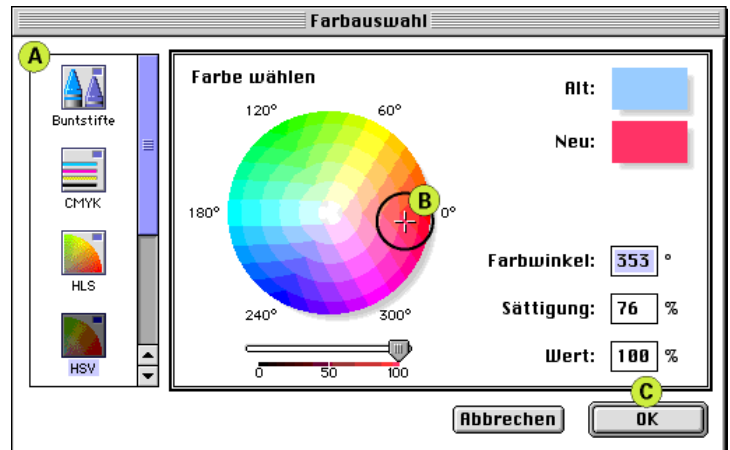 Farbauswahl
A
Buntstifte
CMYK
HLS
HSV
Farbe wählen
120°
60°
180°
0°
240°
300°
B
0
50
100
Alt:
Neu:
Farbwinkel: 353 °
Sättigung: 76 %
Wert: 100 %
C
Abbrechen
OK